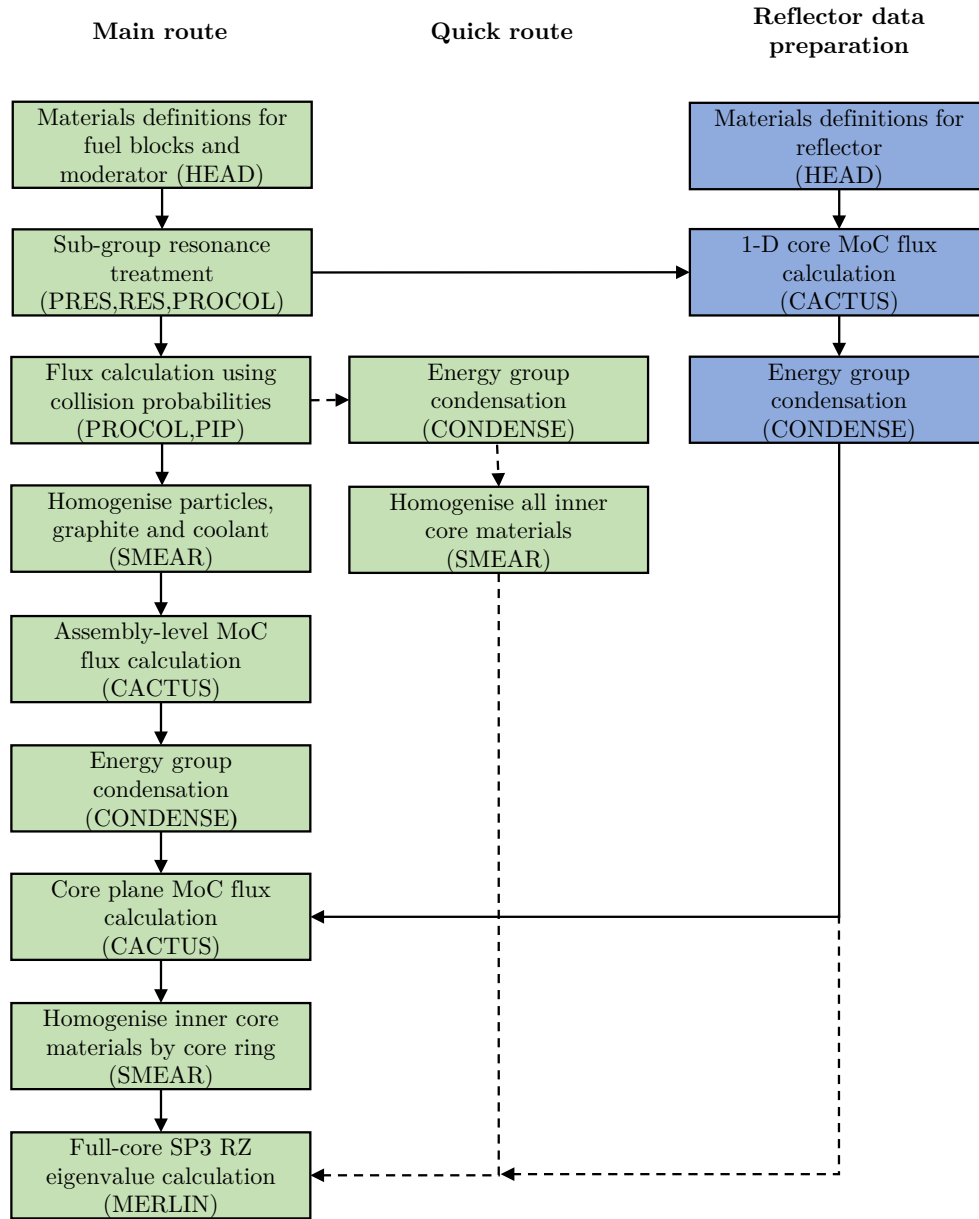 Main route
Quick route
Reflector data
preparation
Materials definitions for
fuel blocks and
moderator (HEAD)
Sub-group resonance
treatment
(PRES,RES,PROCOL)
Flux calculation using
collision probabilities
(PROCOL,PIP)
Homogenise particles,
graphite and coolant
(SMEAR)
Assembly-level MoC
flux calculation
(CACTUS)
Energy group
condensation
(CONDENSE)
Core plane MoC flux
calculation
(CACTUS)
Homogenise inner core
materials by core ring
(SMEAR)
Full-core SP3 RZ
eigenvalue calculation
(MERLIN)
Energy group
condensation
(CONDENSE)
Homogenise all inner
core materials
(SMEAR)
Materials definitions for
reflector
(HEAD)
1-D core MoC flux
calculation
(CACTUS)
Energy group
condensation
(CONDENSE)